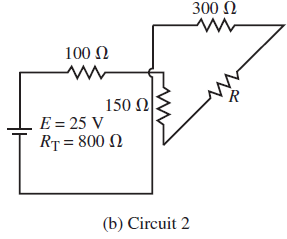 300 Ω
100 Ω
150 Ω
R
E = 25 V
R_T = 800 Ω
(b) Circuit 2